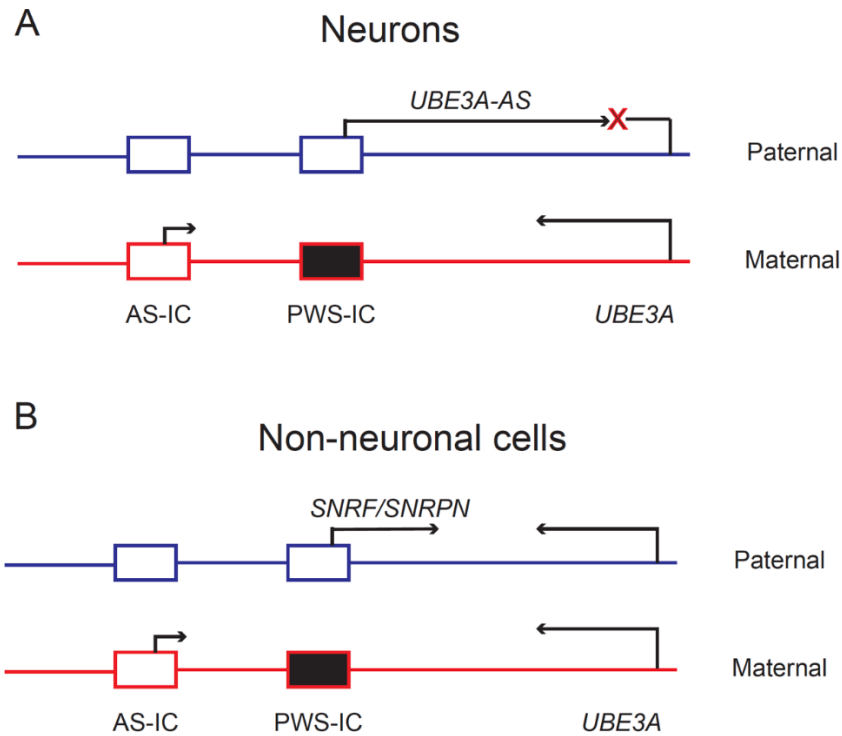 A
Neurons
UBE3A-AS
X
Paternal
Maternal
AS-IC PWS-IC UBE3A
B
Non-neuronal cells
SNRF/SNRPN
Paternal
Maternal
AS-IC PWS-IC UBE3A